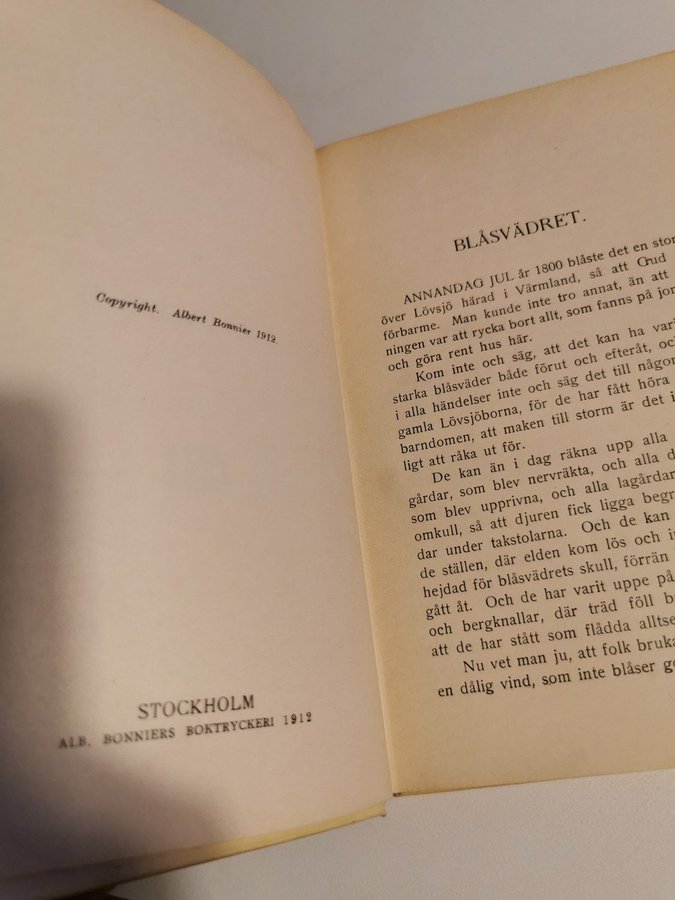 Copyright. Albert Bonnier 1912.
STOCKHOLM
ALB. BONNIERS BOKTRYCKERI 1912
BLÅSVÄDRET.
ANNANDAG JUL år 1800 blåste det en stor
över Lövsjö härad i Värmland, så att Gud
förbarme. Man kunde inte tro annat, än att
ningen var att rycka bort allt, som fanns på jor
och göra rent hus här.
Kom inte och säg, att det kan ha vari
starka blåsväder både förut och efteråt, oc
i alla händelser inte och säg det till någon
gamla Lövsjöborna, för de har fått höra
barndomen, att maken till storm är det i
ligt att råka ut för.
De kan än i dag räkna upp alla
gårdar, som blev nervräkta, och alla d
som blev upprivna, och alla lagårdar
omkull, så att djuren fick ligga begr
dar under takstolarna. Och de kan
de ställen, där elden kom lös och in
hejdad för blåsvädrets skull, förrän
gått åt. Och de har varit uppe på
och bergknallar, där träd föll bu
att de har stått som flådda alltse
Nu vet man ju, att folk bruka
en dålig vind, som inte blåser go